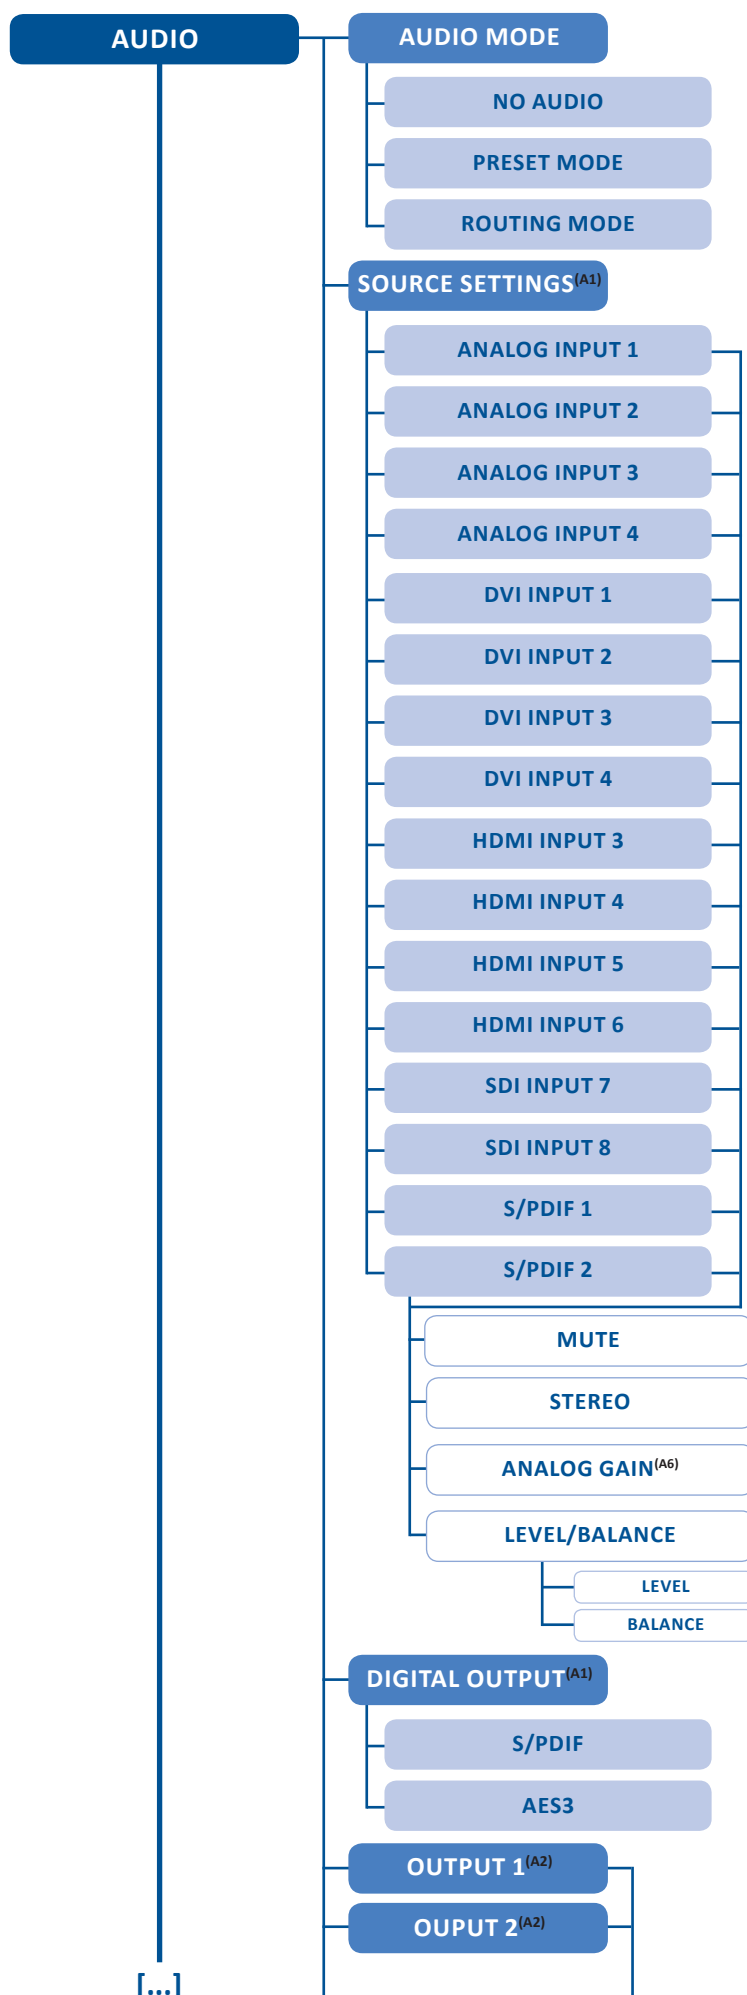 AUDIO
AUDIO MODE
NO AUDIO
PRESET MODE
ROUTING MODE
SOURCE SETTINGS(A1)
ANALOG INPUT 1
ANALOG INPUT 2
ANALOG INPUT 3
ANALOG INPUT 4
DVI INPUT 1
DVI INPUT 2
DVI INPUT 3
DVI INPUT 4
HDMI INPUT 3
HDMI INPUT 4
HDMI INPUT 5
HDMI INPUT 6
SDI INPUT 7
SDI INPUT 8
S/PDIF 1
S/PDIF 2
MUTE
STEREO
ANALOG GAIN(A6)
LEVEL/BALANCE
LEVEL
BALANCE
DIGITAL OUTPUT(A1)
S/PDIF
AES3
OUTPUT 1(A2)
OUPUT 2(A2)
[...]